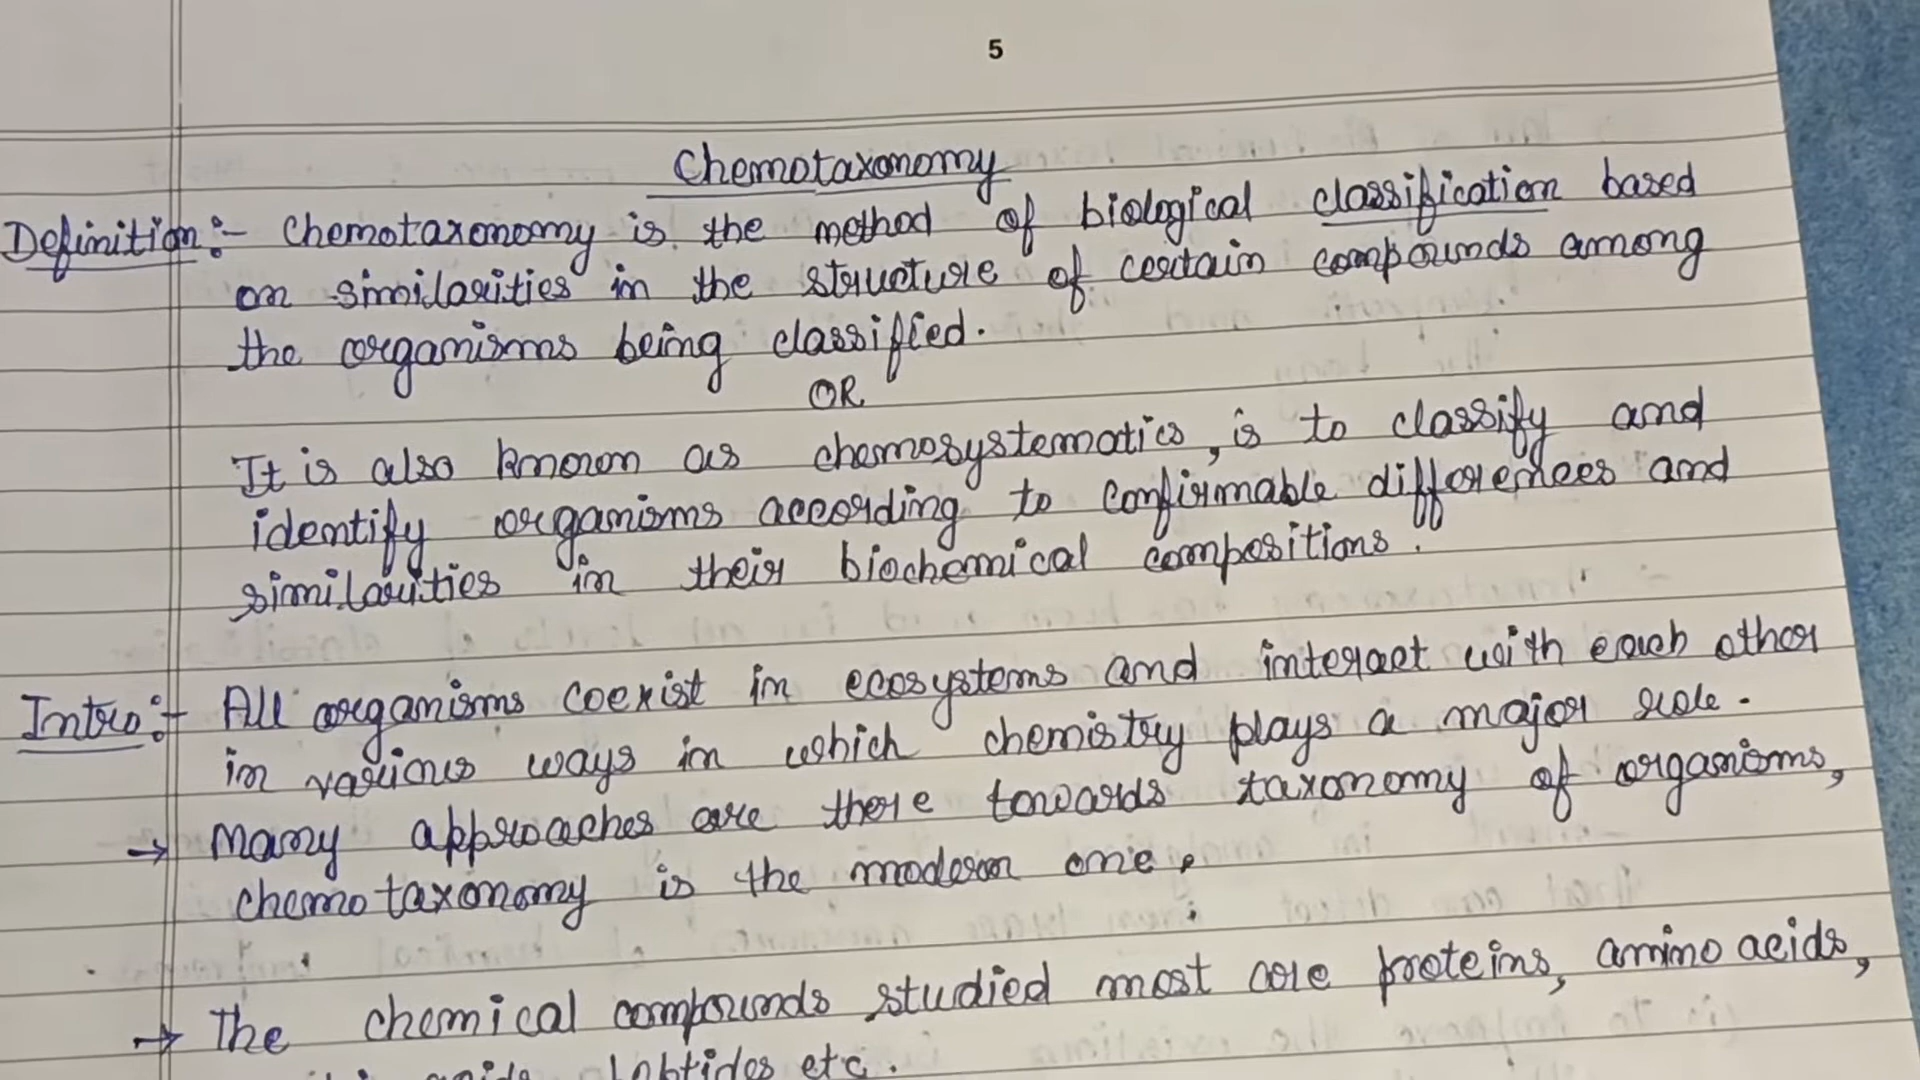 5
Chemotaxonomy
Definition:- Chemotaxonomy is the method of biological classification based
on similarities in the structure of certain compounds among
the organisms being classified.
OR
It is also known as chemosystematics, is to classify and
identify organisms according to confirmable differences and
similarities in their biochemical compositions.
Intro:- All organisms coexist in ecosystems and interact with each other
in various ways in which chemistry plays a major role.
→ Many approaches are there towards taxonomy of organisms,
chemotaxonomy is the modern one.
→ The chemical compounds studied most are proteins, amino acids,
etc.